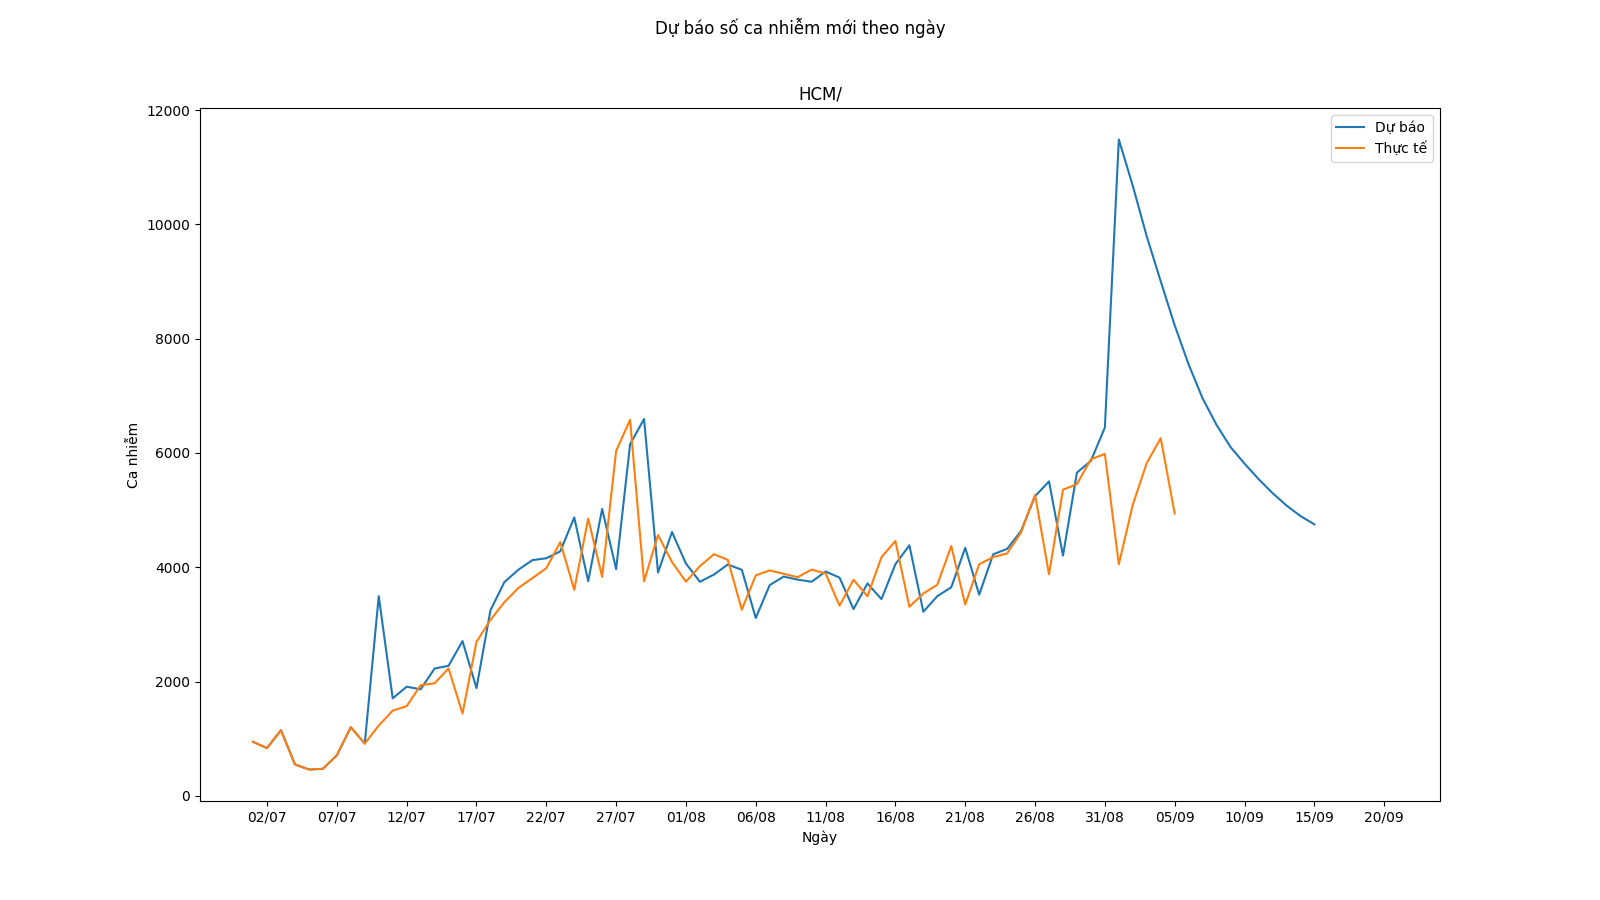 Dự báo số ca nhiễm mới theo ngày
HCM/
Dự báo
Thực tế
12000
10000
8000
6000
4000
2000
0
Ca nhiễm
02/07 07/07 12/07 17/07 22/07 27/07 01/08 06/08 11/08 16/08 21/08 26/08 31/08 05/09 10/09 15/09 20/09
Ngày